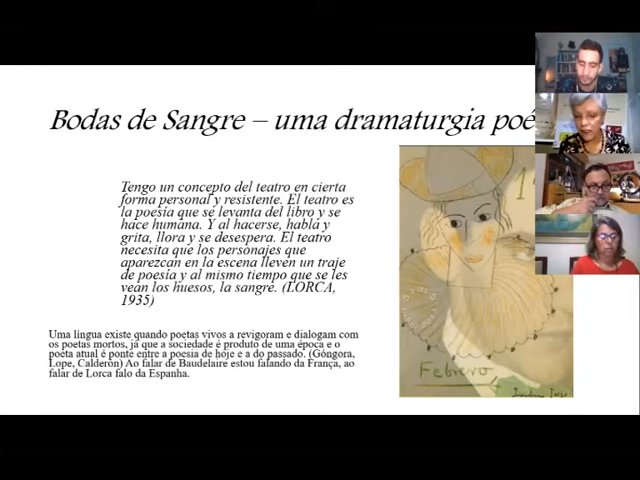 Bodas de Sangre – uma dramaturgia poé
Tengo un concepto del teatro en cierta
forma personal y resistente. El teatro es
la poesía que se levanta del libro y se
hace humana. Y al hacerse, habla y
grita, llora y se desespera. El teatro
necesita que los personajes que
aparezcan en la escena lleven un traje
de poesía y al mismo tiempo que se les
vean los huesos, la sangre. (LORCA,
1935)
Uma língua existe quando poetas vivos a revigoram e dialogam com
os poetas mortos, já que a sociedade é produto de uma época e o
poeta atual é ponte entre a poesia de hoje e a do passado. (Góngora,
Lope, Calderón) Ao falar de Baudelaire estou falando da França, ao
falar de Lorca falo da Espanha.
Febrero